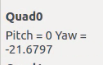 Quad0
Pitch = 0 Yaw =
-21.6797